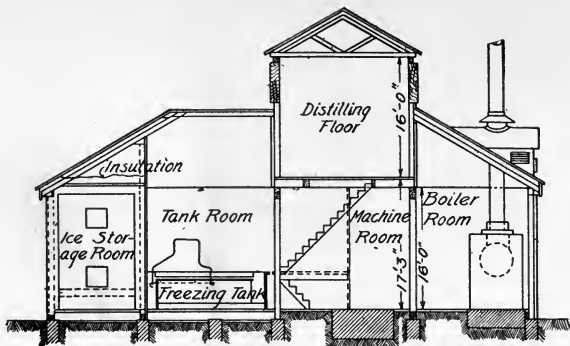 Distilling
Floor
16'-0"
Insulation
Ice Stor-
age Room
Tank Room
Freezing Tank
Machine
Room
17'-3"
16'-0"
Boiler
Room